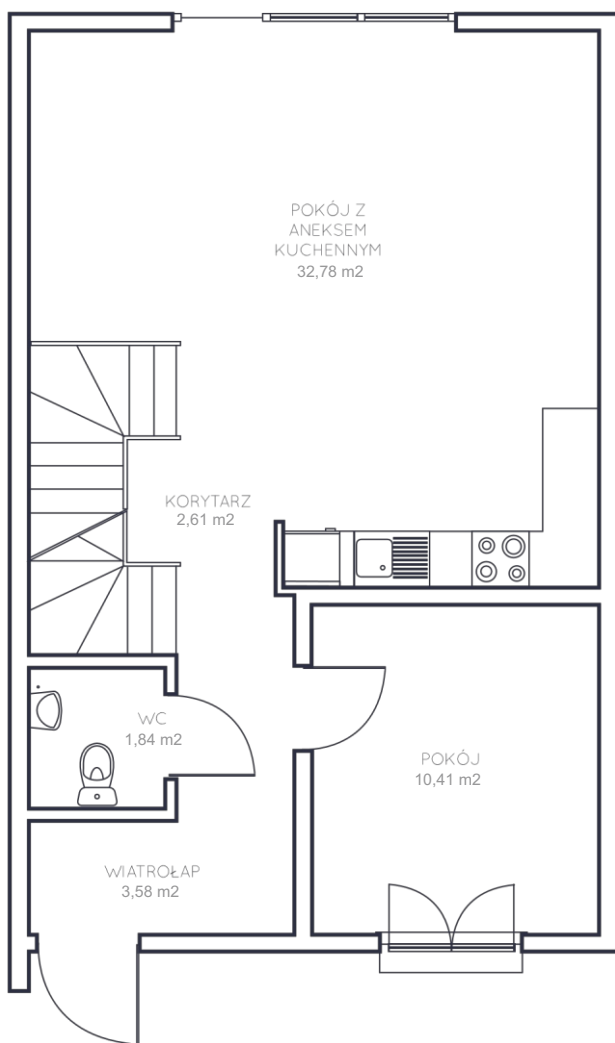 POKÓJ Z
ANEKSEM
KUCHENNYM
32,78 m2
KORYTARZ
2,61 m2
WC
1,84 m2
POKÓJ
10,41 m2
WIATROŁAP
3,58 m2